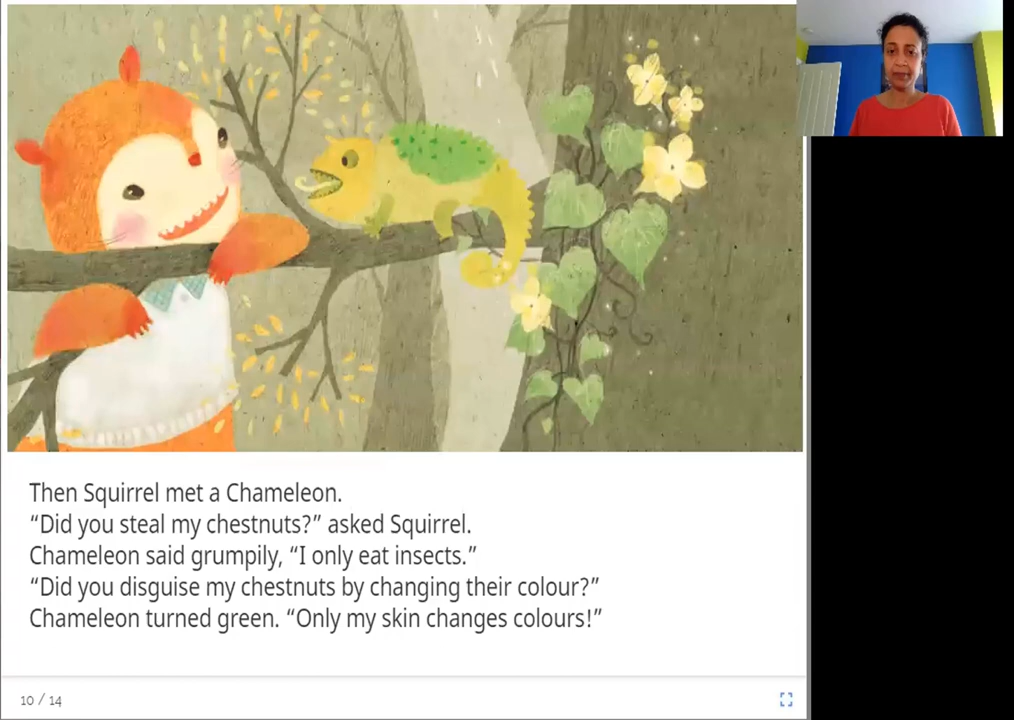 Then Squirrel met a Chameleon.
“Did you steal my chestnuts?” asked Squirrel.
Chameleon said grumpily, “I only eat insects.”
“Did you disguise my chestnuts by changing their colour?”
Chameleon turned green. “Only my skin changes colours!”
10 / 14